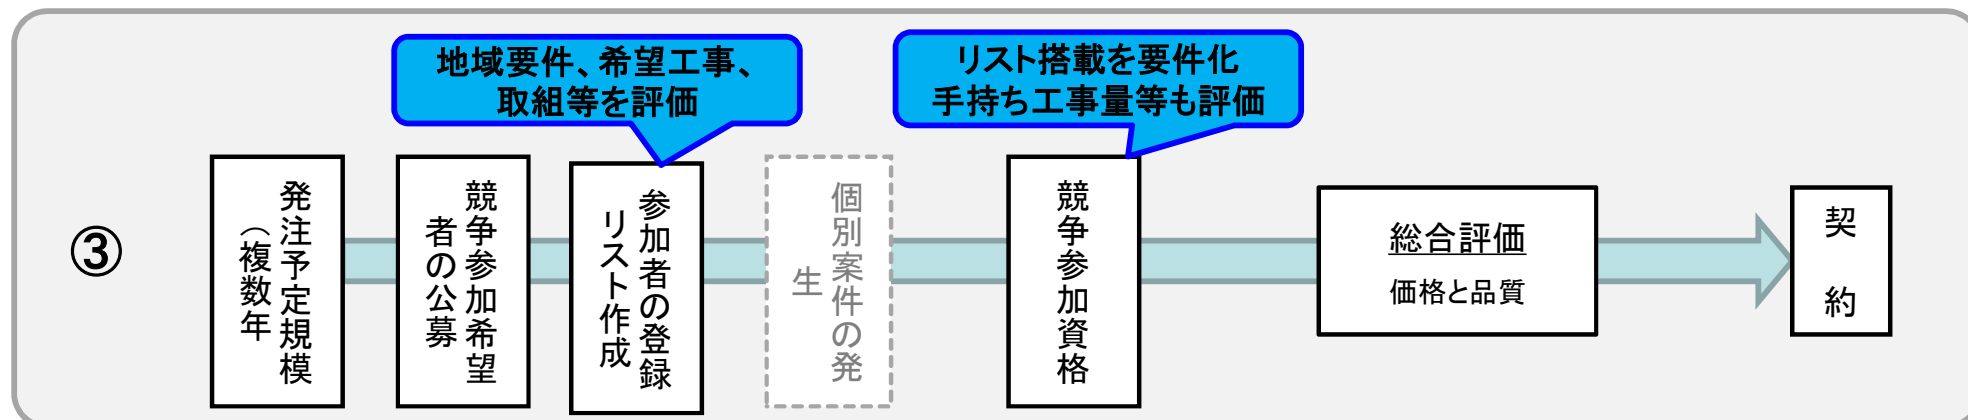 ③
地域要件、希望工事、
取組等を評価
リスト搭載を要件化
手持ち工事量等も評価
発注予定規模
（複数年
競争参加希望
者の公募
参加者の登録
リスト作成
個別案件の発
生
競争参加資格
総合評価
価格と品質
契約